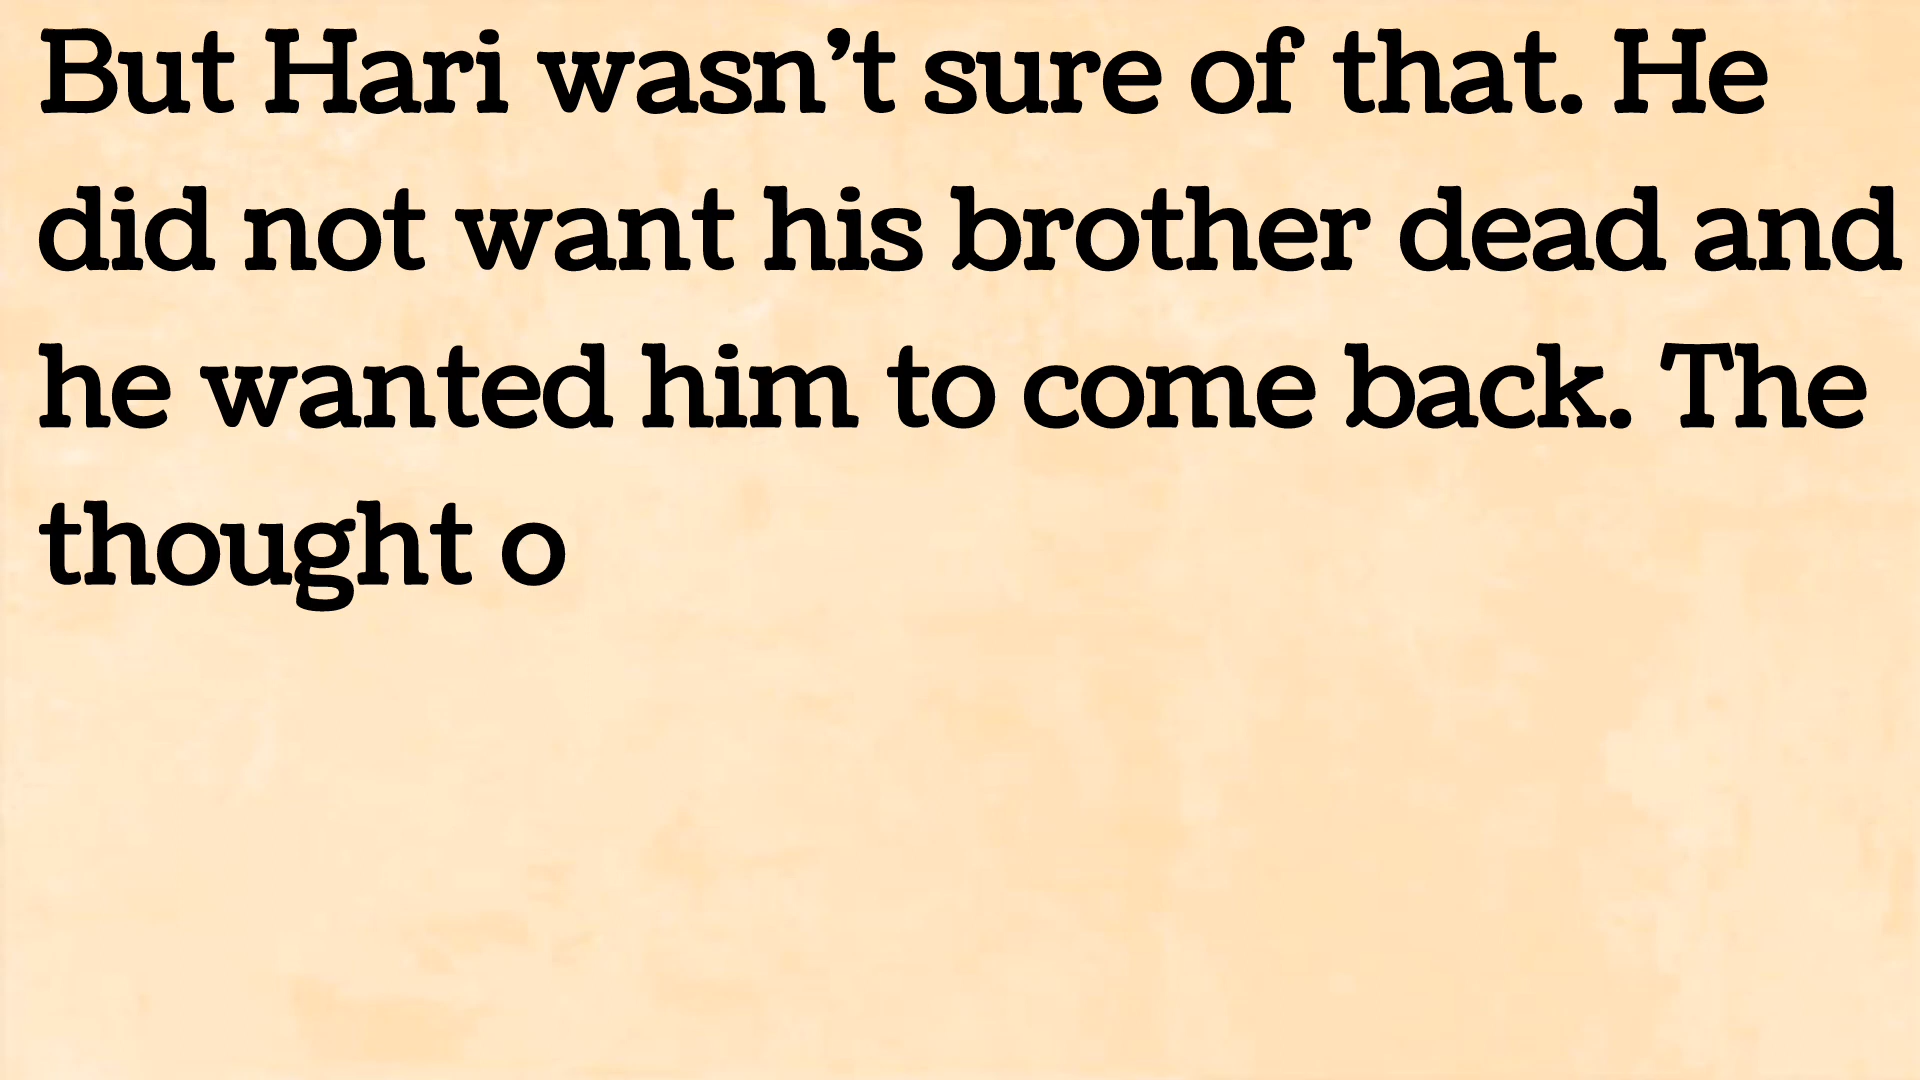 But Hari wasn’t sure of that. He
did not want his brother dead and
he wanted him to come back. The
thought o